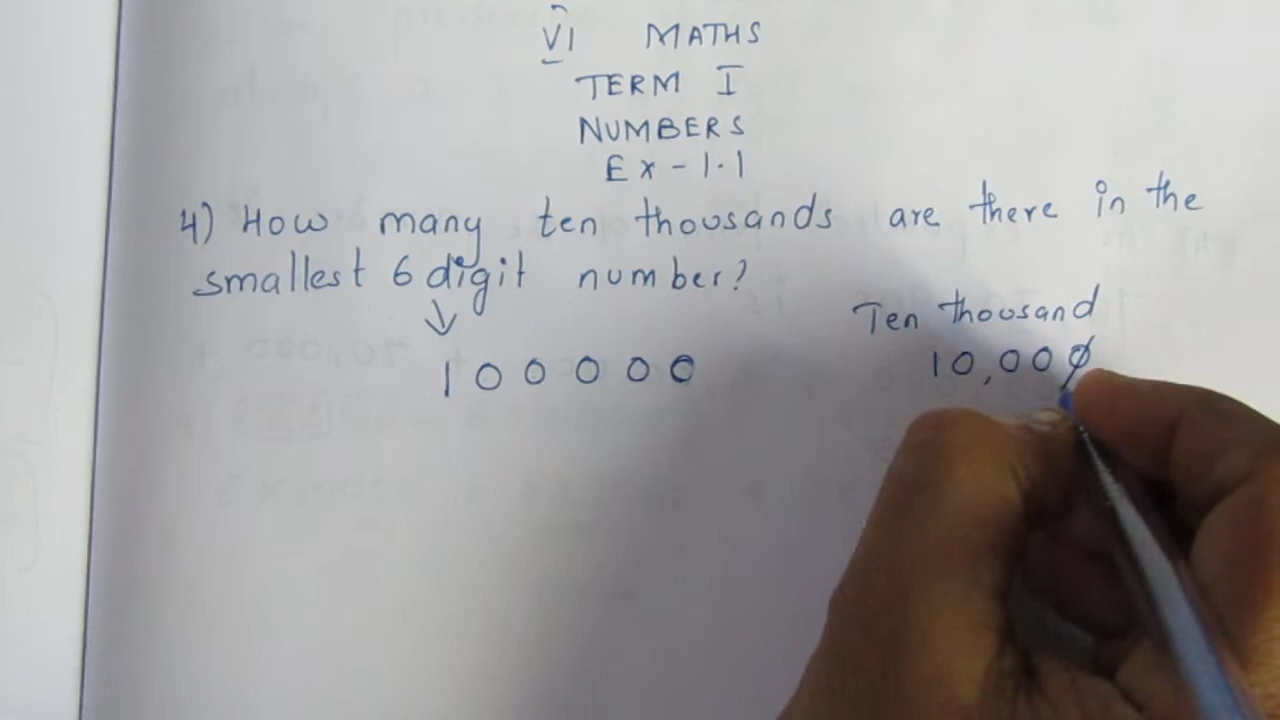 VI MATHS
TERM I
NUMBERS
Ex - 1.1
4) How many ten thousands are there in the
smallest 6 digit number?
Ten thousand
100000 10,000